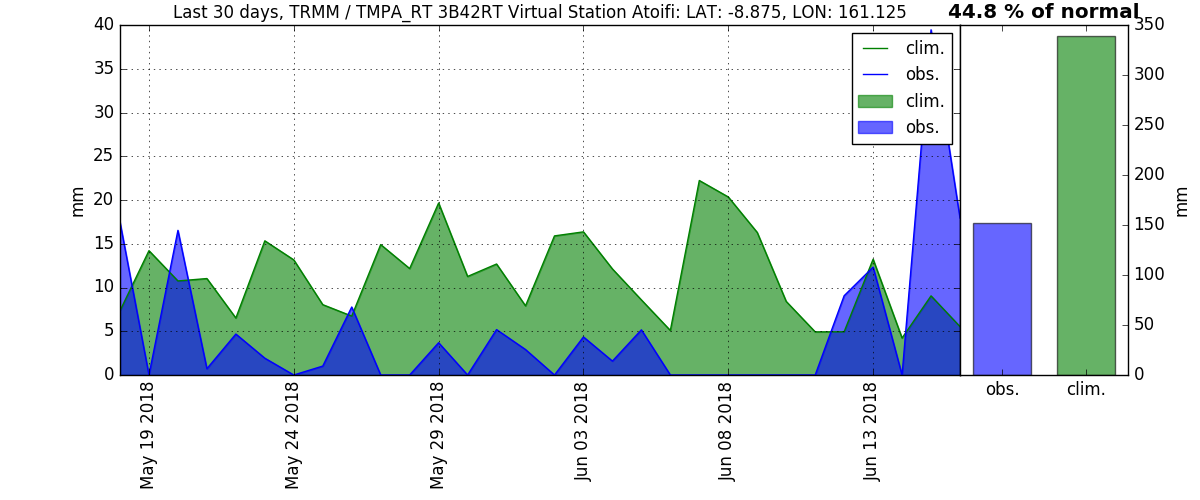 Last 30 days, TRMM / TMPA_RT 3B42RT Virtual Station Atoifi: LAT: -8.875, LON: 161.125
44.8 % of normal
mm
40
35
30
25
20
15
10
5
0
clim.
obs.
clim.
obs.
May 19 2018
May 24 2018
May 29 2018
Jun 03 2018
Jun 08 2018
Jun 13 2018
350
300
250
200
150
100
50
0
mm
obs.
clim.